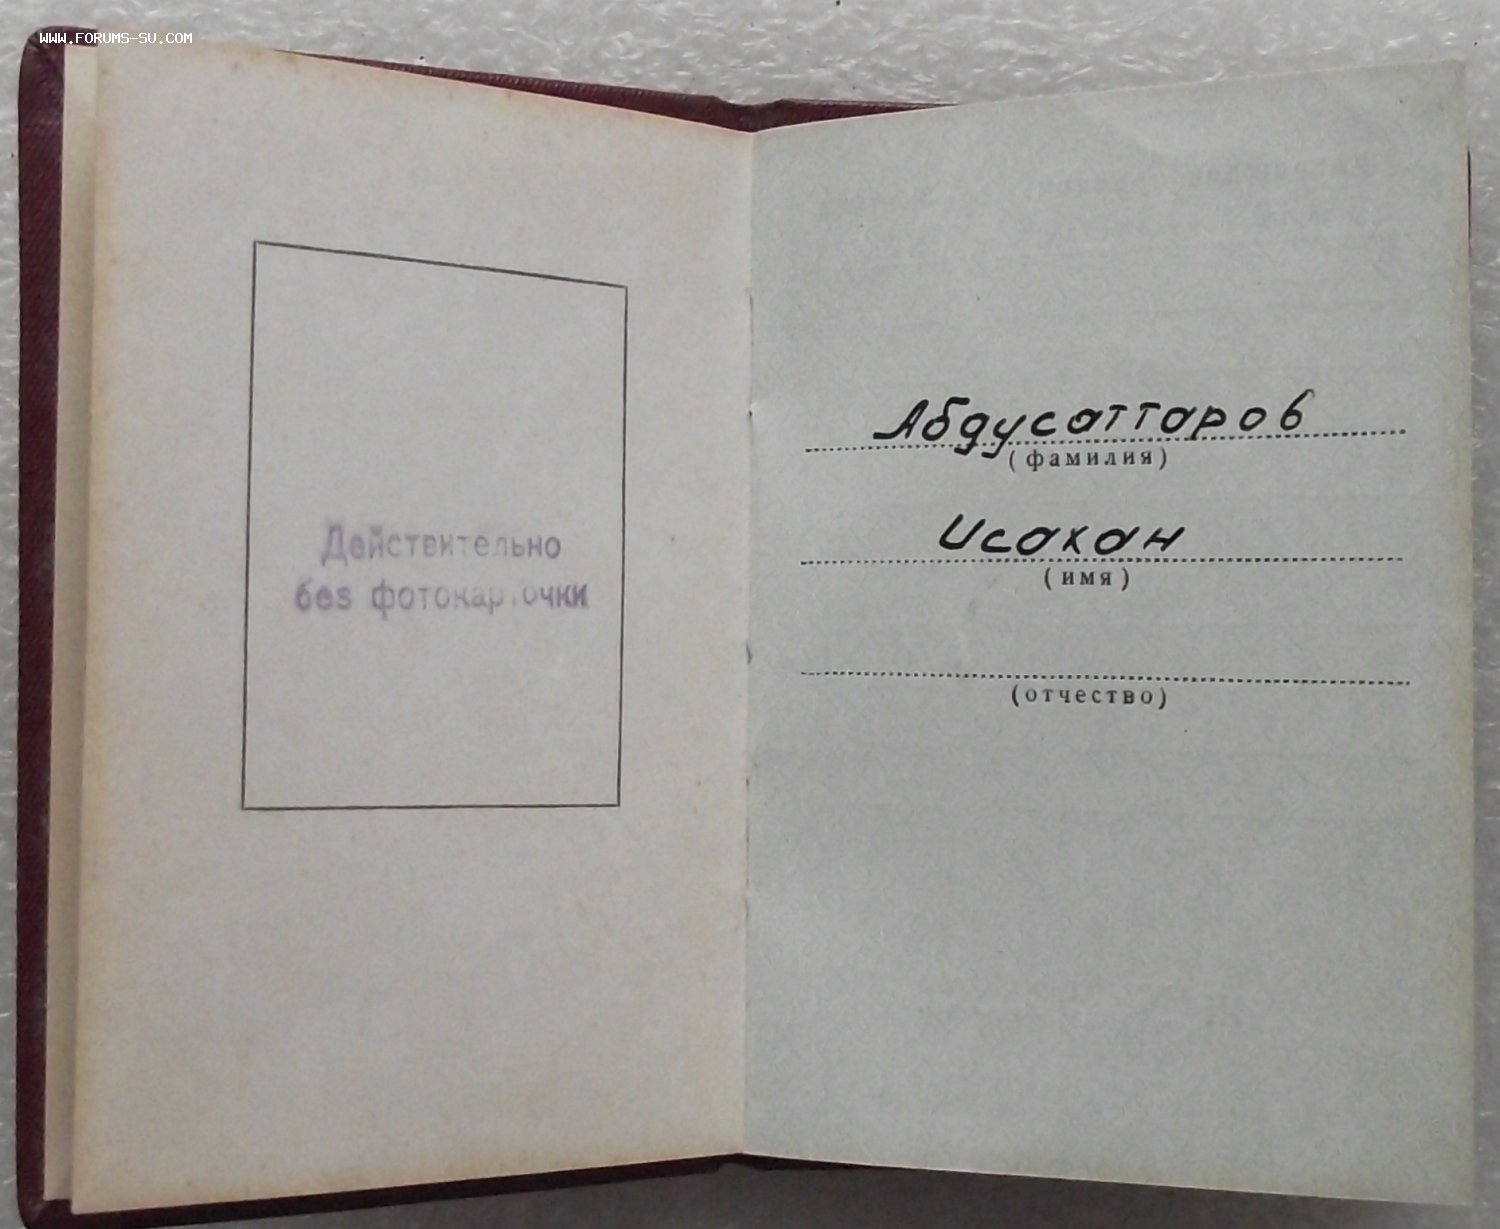 WWW.FORUMS-SU.COM
Действительно
без фотокарточки
Абдусаттаров
(фамилия)
Исахан
(имя)
(отчество)